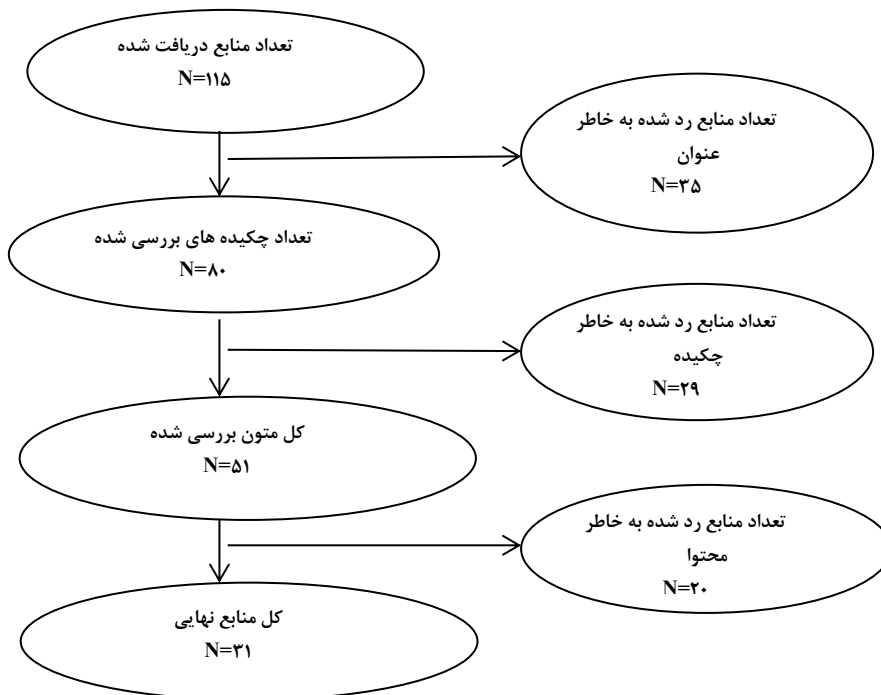 تعداد منابع دریافت شده
N=۱۱۵
تعداد منابع رد شده به خاطر
عنوان
N=۳۵
تعداد چکیده های بررسی شده
N=۸۰
تعداد منابع رد شده به خاطر
چکیده
N=۲۹
کل متون بررسی شده
N=۵۱
تعداد منابع رد شده به خاطر
محتوا
N=۲۰
کل منابع نهایی
N=۳۱